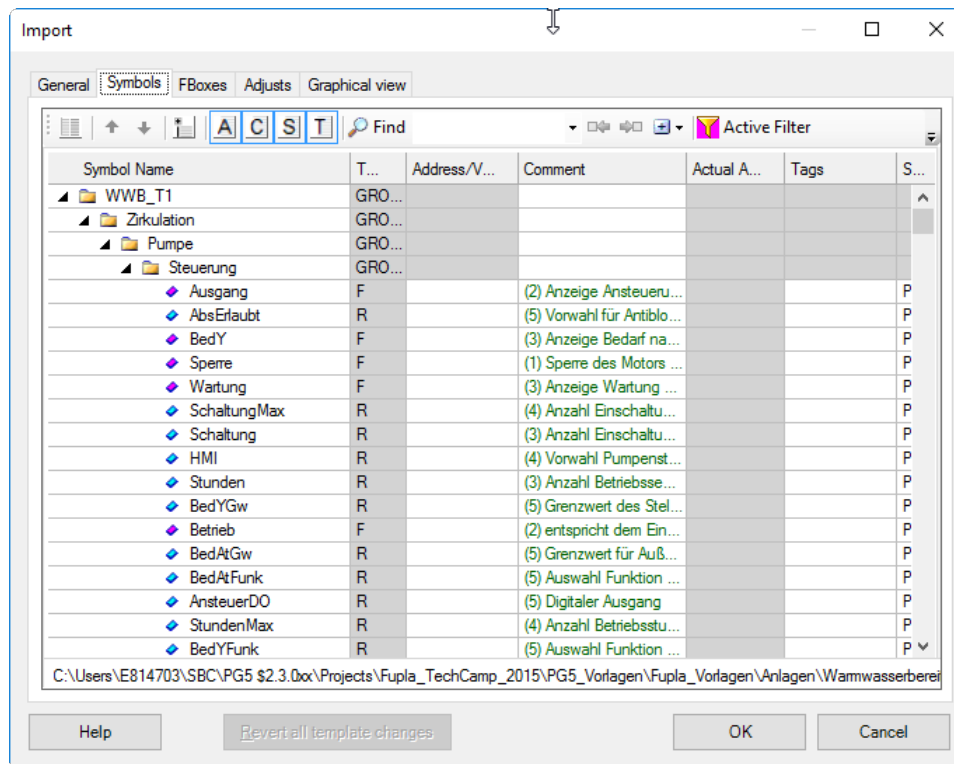 Import
General Symbols FBoxes Adjusts Graphical view
A C S T Find Active Filter
Symbol Name T... Address/V... Comment Actual A... Tags S...
WWB_T1 GRO...
Zirkulation GRO...
Pumpe GRO...
Steuerung GRO...
Ausgang F (2) Anzeige Ansteueru... P
AbsErlaubt R (5) Vorwahl für Antiblo... P
BedY F (3) Anzeige Bedarf na... P
Sperre F (1) Sperre des Motors ... P
Wartung F (3) Anzeige Wartung ... P
SchaltungMax R (4) Anzahl Einschaltu... P
Schaltung R (3) Anzahl Einschaltu... P
HMI R (4) Vorwahl Pumpenst... P
Stunden R (3) Anzahl Betriebsse... P
BedYGw R (5) Grenzwert des Stel... P
Betrieb F (2) entspricht dem Ein... P
BedAtGw R (5) Grenzwert für Auß... P
BedAtFunk R (5) Auswahl Funktion ... P
AnsteuerDO R (5) Digitaler Ausgang P
StundenMax R (4) Anzahl Betriebsstu... P
BedYFunk R (5) Auswahl Funktion ... P
C:\Users\E814703\SBC\PG5 $2.3.0xx\Projects\Fupla_TechCamp_2015\PG5_Vorlagen\Fupla_Vorlagen\Anlagen\Warmwasserberei
Help Revert all template changes OK Cancel